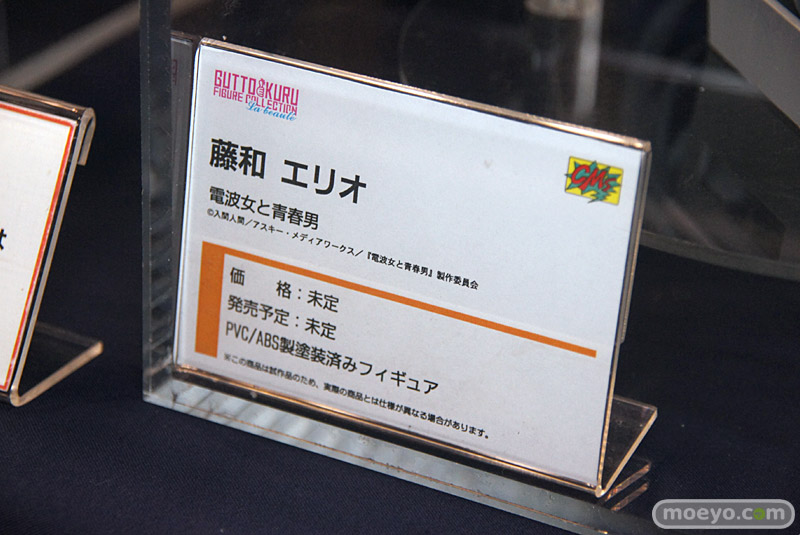 GUTTO KURU
FIGURE COLLECTION
La beauté
CM's
藤和 エリオ
電波女と青春男
©入間人間／アスキー・メディアワークス／『電波女と青春男』製作委員会
価　　格：未定
発売予定：未定
PVC/ABS製塗装済みフィギュア
※この商品は試作品のため、実際の商品とは仕様が異なる場合があります。
moeyo.com